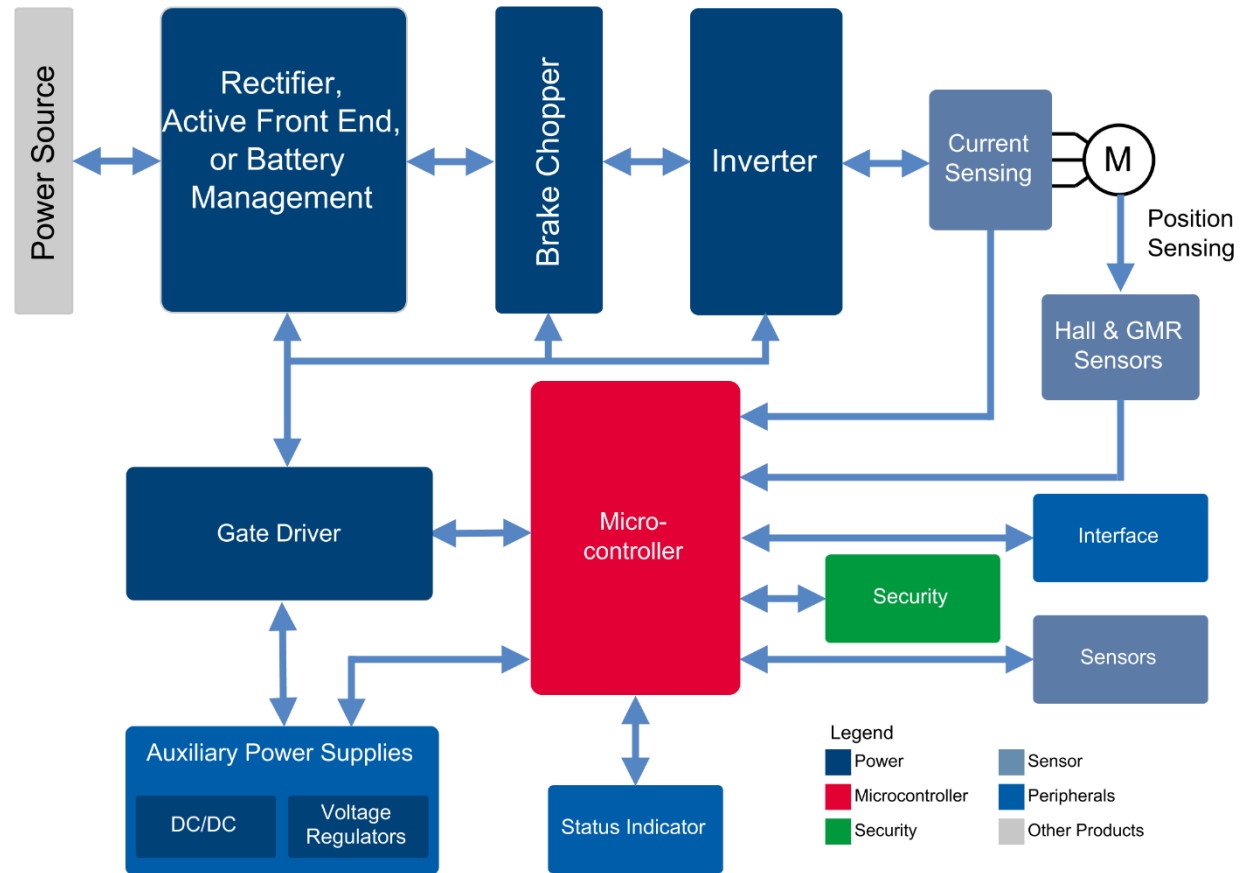 Power Source
Rectifier,
Active Front End,
or Battery
Management
Brake Chopper
Inverter
Current
Sensing
M
Position
Sensing
Hall & GMR
Sensors
Gate Driver
Micro-
controller
Interface
Security
Sensors
Auxiliary Power Supplies
DC/DC
Voltage
Regulators
Status Indicator
Legend
Power
Sensor
Microcontroller
Peripherals
Security
Other Products